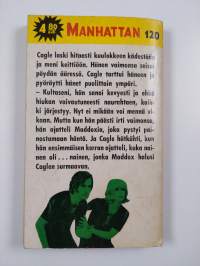 4 80 MANHATTAN 120
Cagle laski kuulokkeen kädestään
ja meni keittiöön. Hänen vaimonsa seisoi
pöydän ääressä. Cagle tarttui häneen ja
pyöräytti hänet puolittain ympäri.
– Kultaseni, hän sanoi kevyesti ja
hiukan vaivautuneesti naurahtaen, kaik-
ki järjestyy. Nyt ei mikään voi mennä vi-
kaan. Mutta kun hän päästi irti vaimonsa,
hän ajatteli Maddoxia, joka pystyi pai-
nostamaan häntä. Ja Cagle hätkähti, kun
hän ensimmäisen kerran ajatteli, kuka nai-
nen oli . . . nainen, jonka Maddox halusi
Caglen surmaavan.